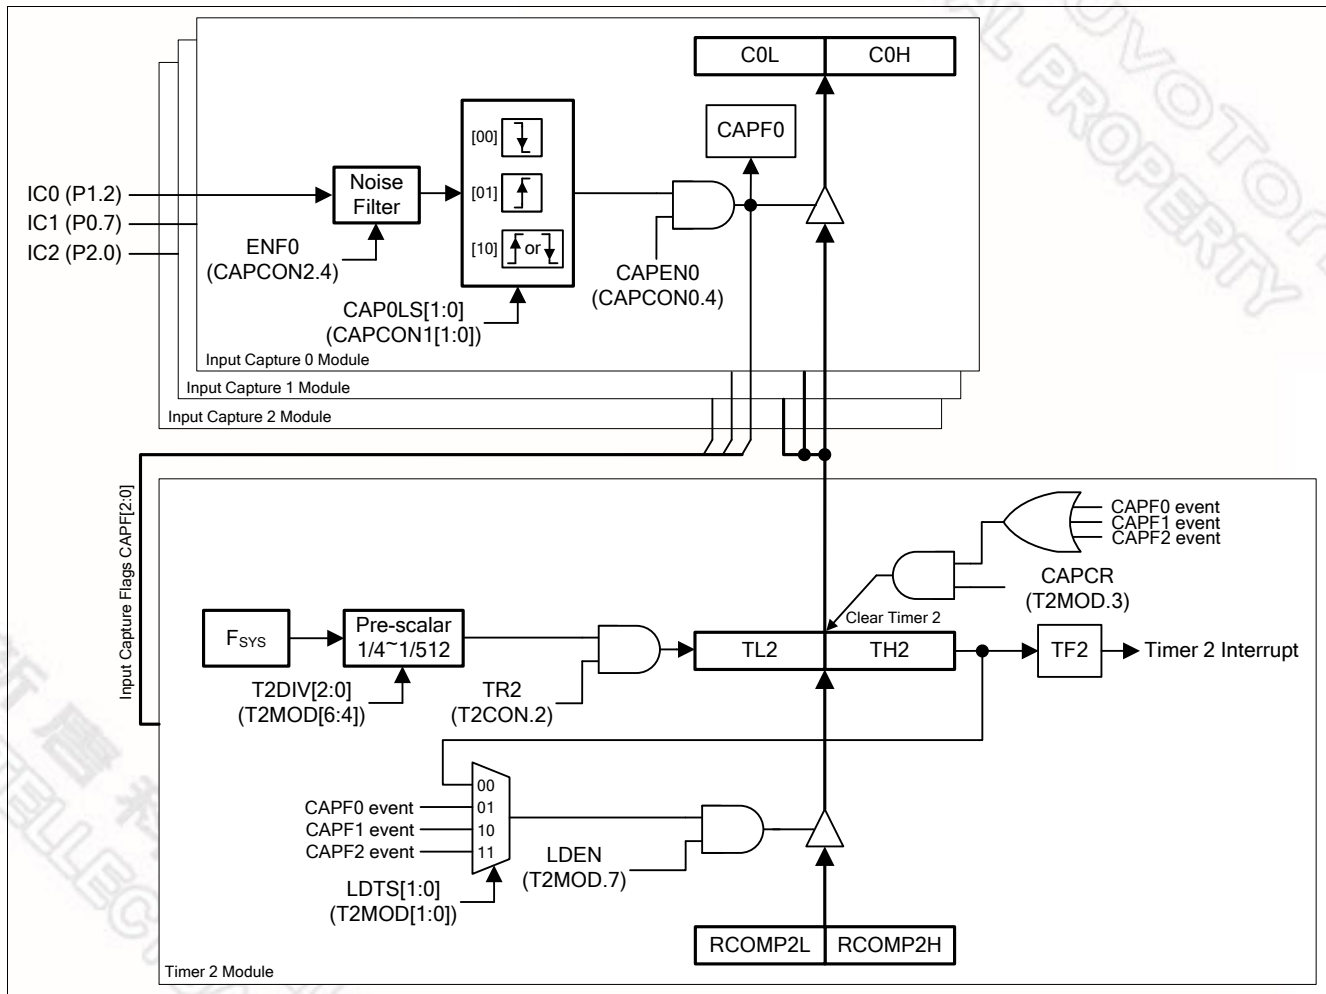 C0L C0H
CAPF0
[00]
[01]
[10] or
Noise
Filter
IC0 (P1.2)
IC1 (P0.7)
IC2 (P2.0)
ENF0
(CAPCON2.4)
CAP0LS[1:0]
(CAPCON1[1:0])
CAPEN0
(CAPCON0.4)
Input Capture 0 Module
Input Capture 1 Module
Input Capture 2 Module
Input Capture Flags CAPF[2:0]
CAPF0 event
CAPF1 event
CAPF2 event
CAPCR
(T2MOD.3)
Clear Timer 2
FSYS
Pre-scalar
1/4~1/512
TL2 TH2
TF2
Timer 2 Interrupt
T2DIV[2:0]
(T2MOD[6:4])
TR2
(T2CON.2)
00
CAPF0 event 01
CAPF1 event 10
CAPF2 event 11
LDTS[1:0]
(T2MOD[1:0])
LDEN
(T2MOD.7)
RCOMP2L RCOMP2H
Timer 2 Module